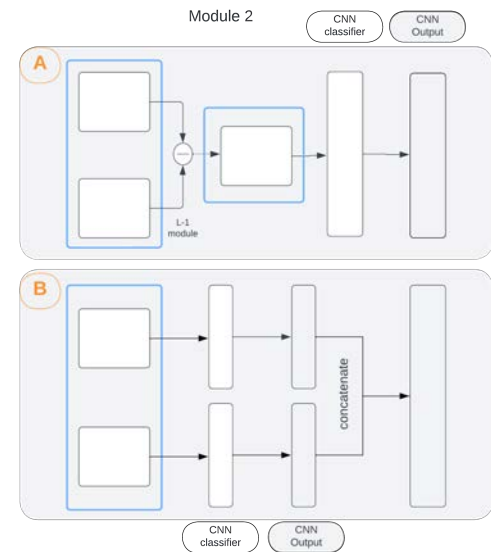 Module 2
CNN
classifier
CNN
Output
A
L-1
module
B
concatenate
CNN
classifier
CNN
Output